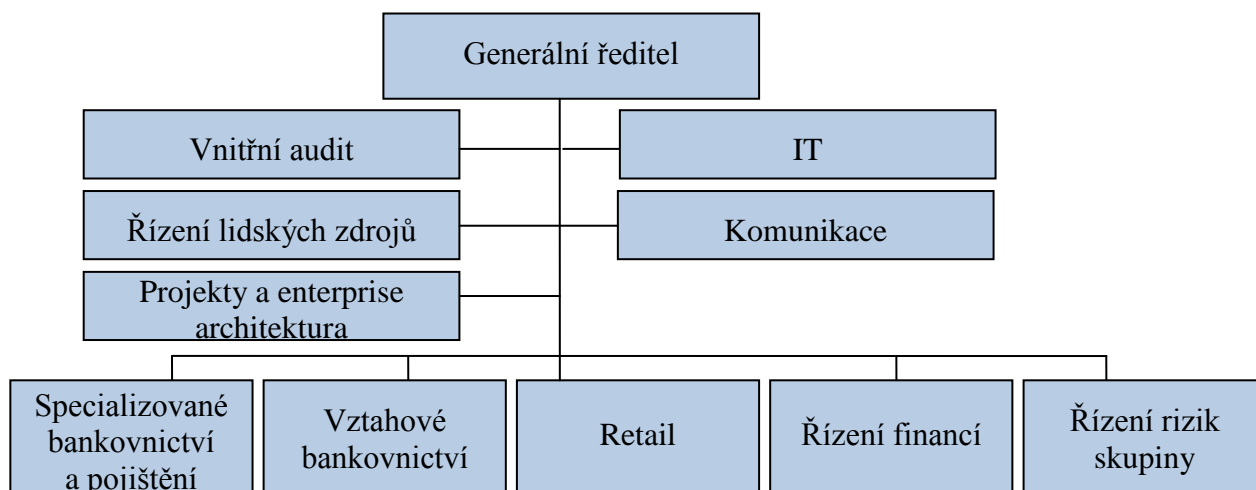 Generální ředitel
Vnitřní audit
IT
Řízení lidských zdrojů
Komunikace
Projekty a enterprise
architektura
Specializované
bankovnictví
a pojištění
Vztahové
bankovnictví
Retail
Řízení financí
Řízení rizik
skupiny